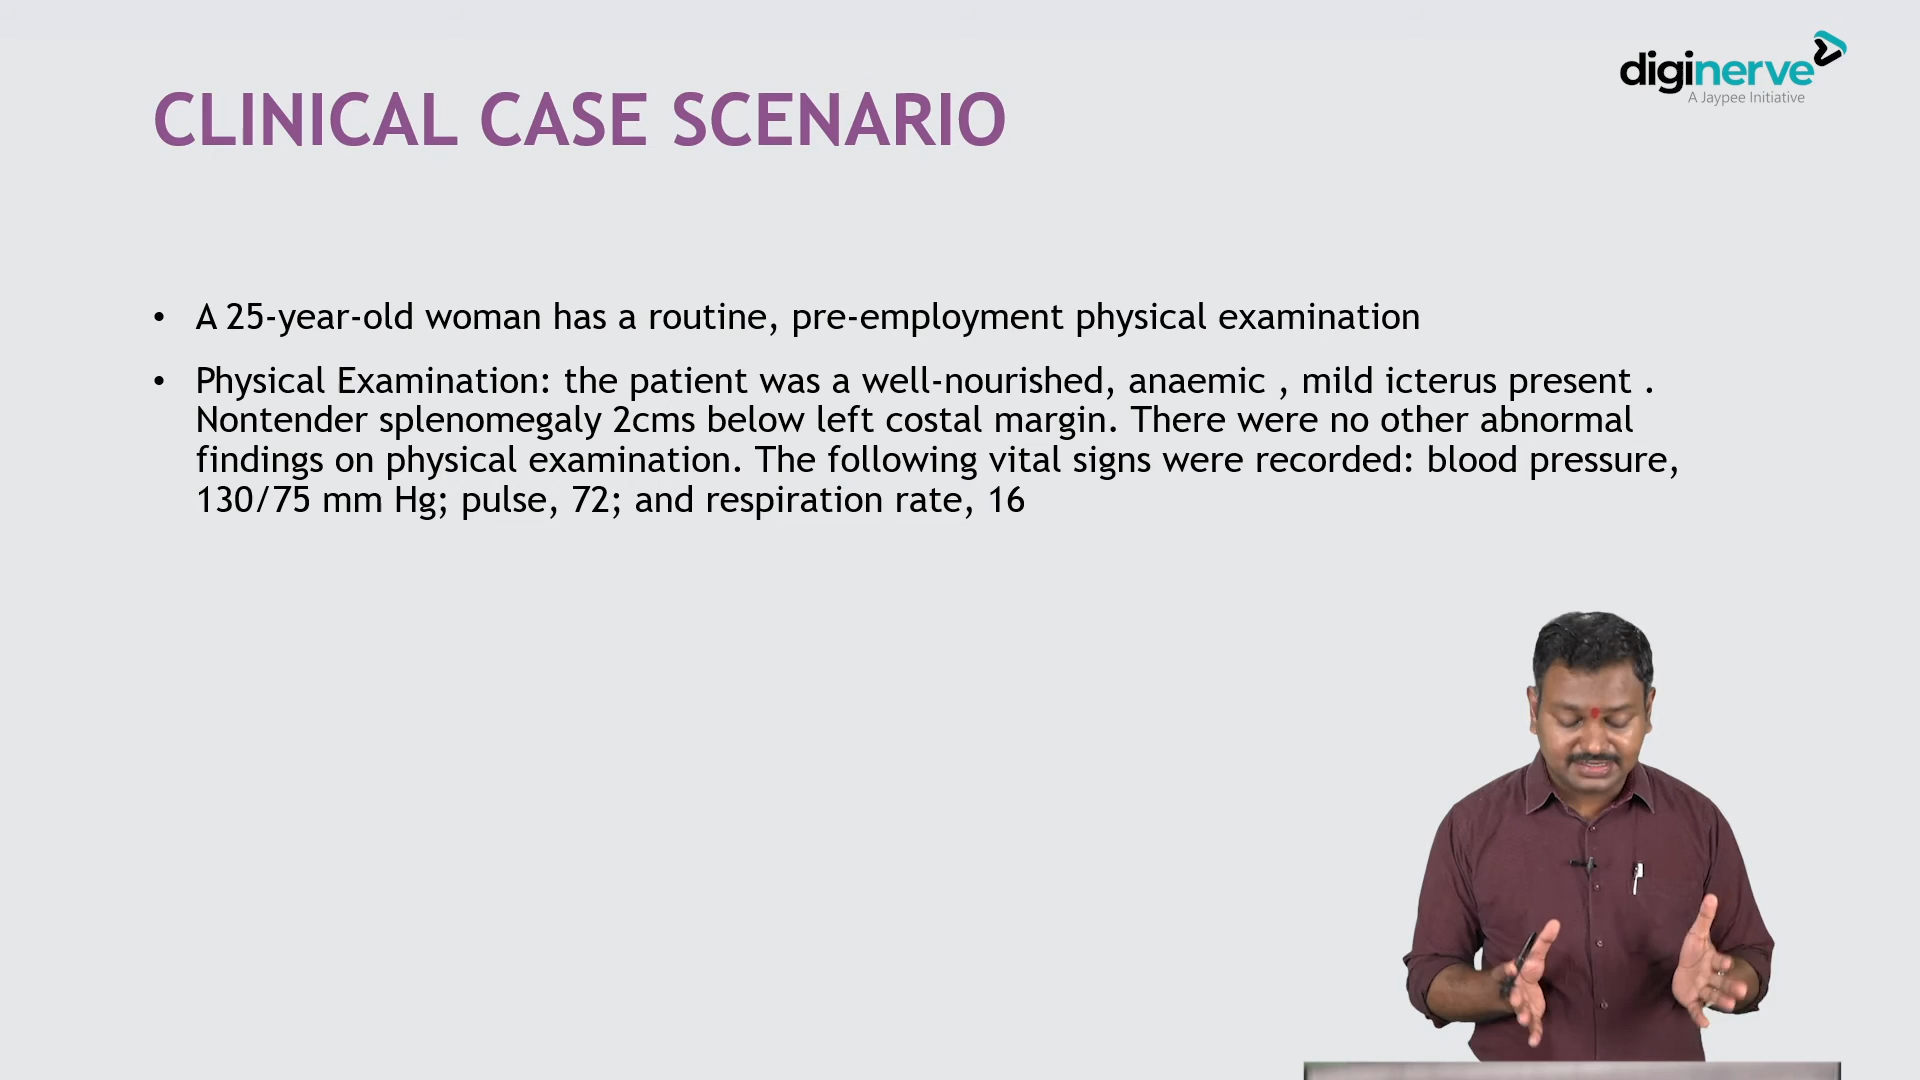 diginerve
A Jaypee Initiative
CLINICAL CASE SCENARIO
• A 25-year-old woman has a routine, pre-employment physical examination
• Physical Examination: the patient was a well-nourished, anaemic , mild icterus present .
Nontender splenomegaly 2cms below left costal margin. There were no other abnormal
findings on physical examination. The following vital signs were recorded: blood pressure,
130/75 mm Hg; pulse, 72; and respiration rate, 16